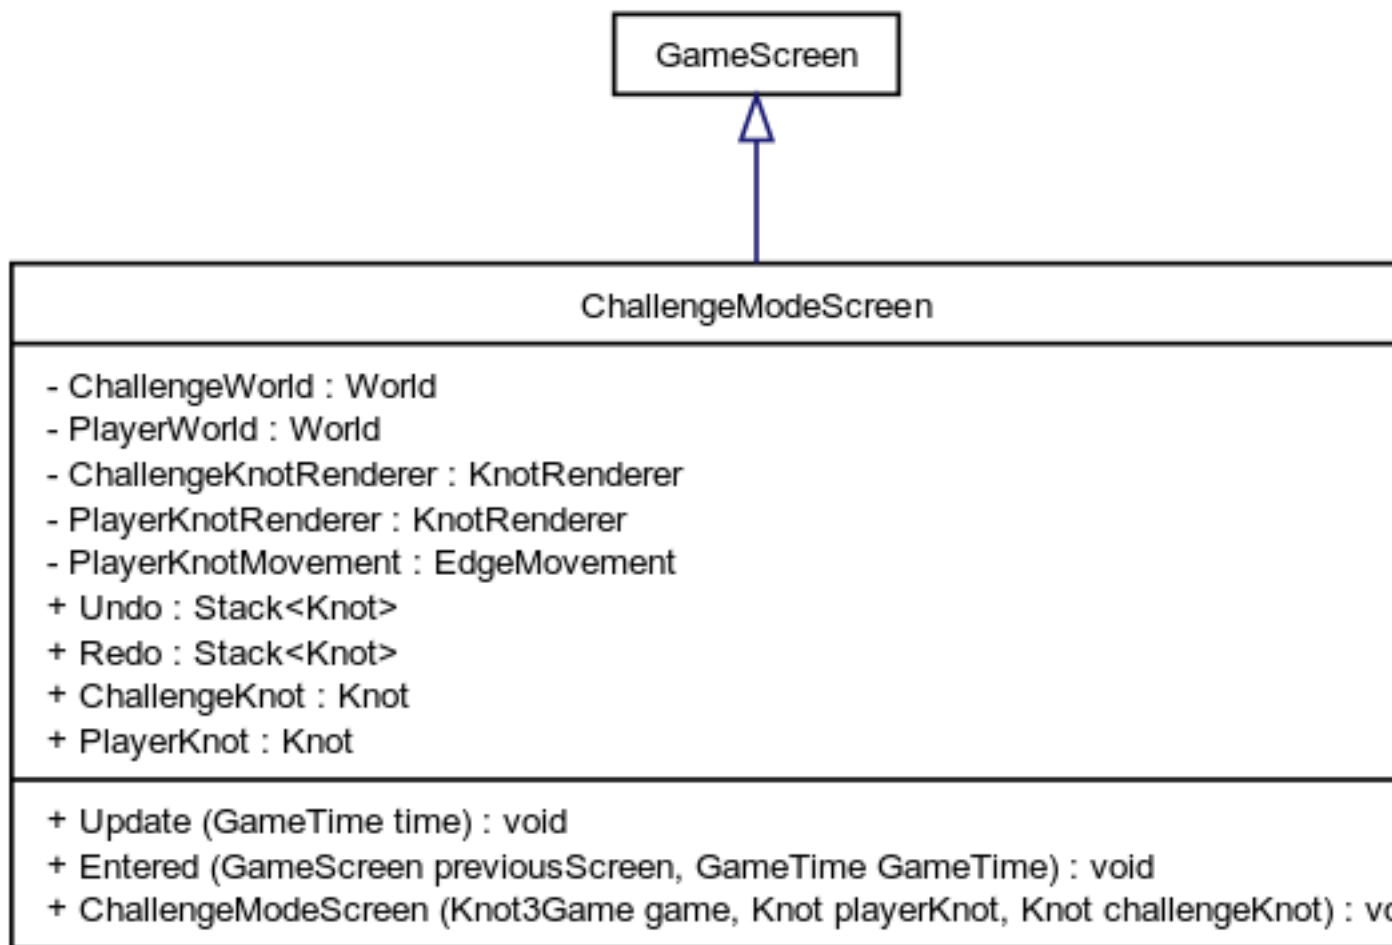 GameScreen
ChallengeModeScreen
- ChallengeWorld : World
- PlayerWorld : World
- ChallengeKnotRenderer : KnotRenderer
- PlayerKnotRenderer : KnotRenderer
- PlayerKnotMovement : EdgeMovement
+ Undo : Stack<Knot>
+ Redo : Stack<Knot>
+ ChallengeKnot : Knot
+ PlayerKnot : Knot
+ Update (GameTime time) : void
+ Entered (GameScreen previousScreen, GameTime GameTime) : void
+ ChallengeModeScreen (Knot3Game game, Knot playerKnot, Knot challengeKnot) :